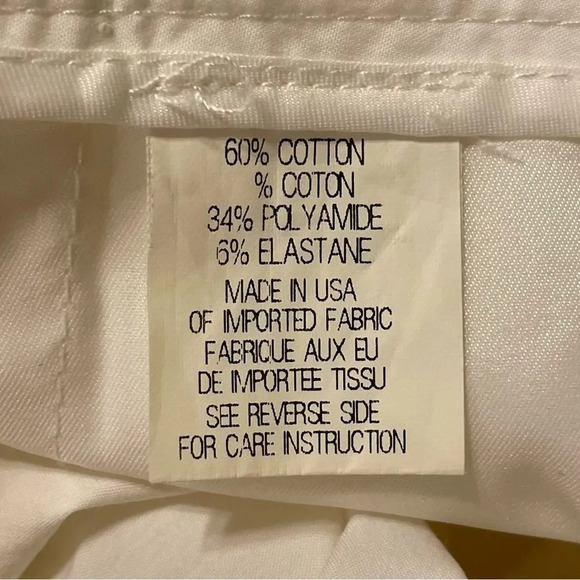 60% COTTON
% COTON
34% POLYAMIDE
6% ELASTANE
MADE IN USA
OF IMPORTED FABRIC
FABRIQUE AUX EU
DE IMPORTEE TISSU
SEE REVERSE SIDE
FOR CARE INSTRUCTION